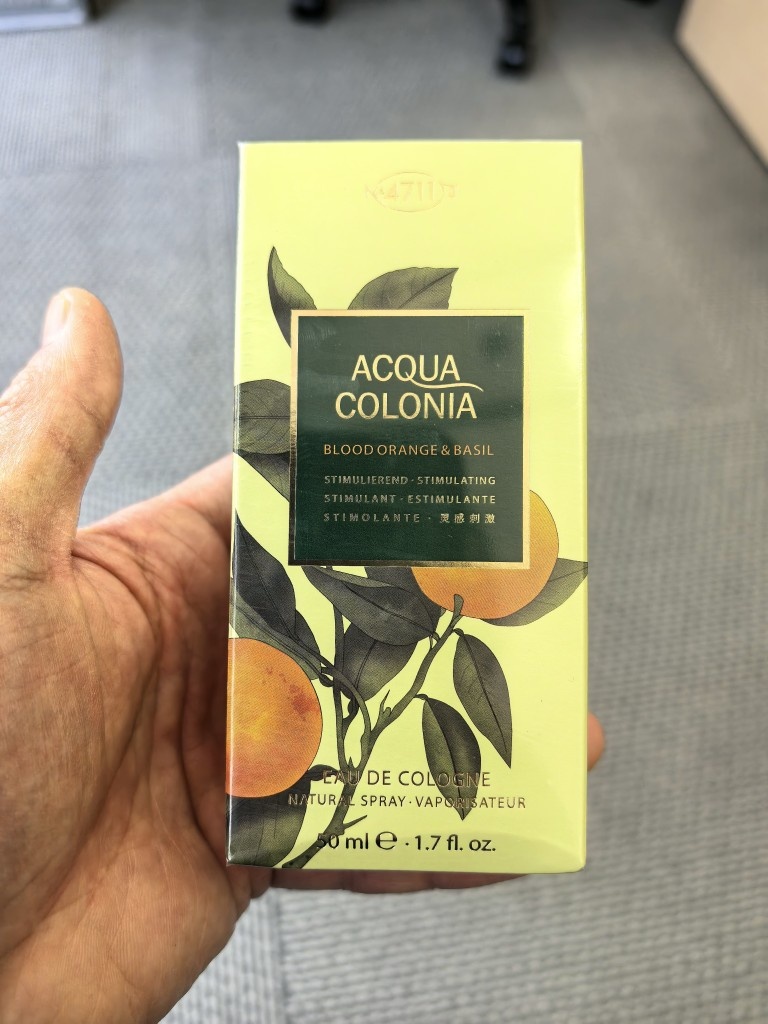 4711
ACQUA
COLONIA
BLOOD ORANGE & BASIL
STIMULIEREND · STIMULATING
STIMULANT · ESTIMULANTE
STIMOLANTE · 灵感刺激
EAU DE COLOGNE
NATURAL SPRAY · VAPORISATEUR
50 ml ℮ · 1.7 fl. oz.